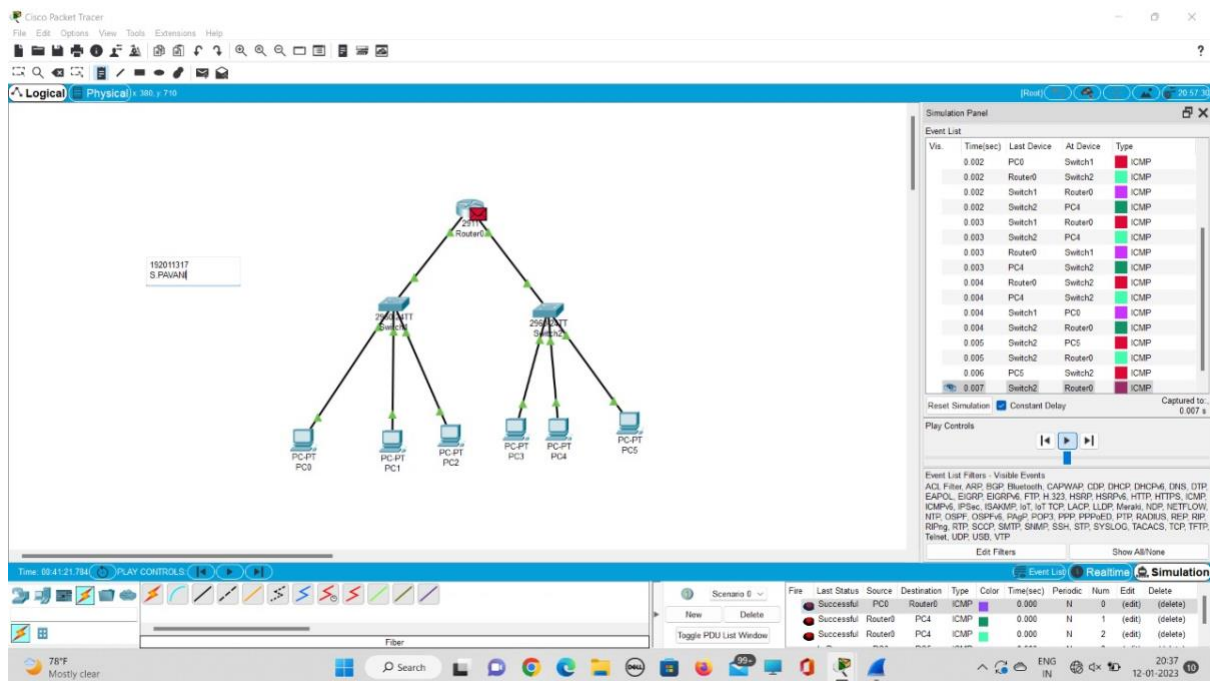 Cisco Packet Tracer
File Edit Options View Tools Extensions Help
?
Logical Physical x: 380, y: 710 [Root] 20:57:30
192011317
S.PAVANI
2911
Router0
Switch2
PC-PT
PC0
PC-PT
PC1
PC-PT
PC2
PC-PT
PC3
PC-PT
PC4
PC-PT
PC5
Simulation Panel
Event List
Vis. Time(sec) Last Device At Device Type
0.002 PC0 Switch1 ICMP
0.002 Router0 Switch2 ICMP
0.002 Switch1 Router0 ICMP
0.002 Switch2 PC4 ICMP
0.003 Switch1 Router0 ICMP
0.003 Switch2 PC4 ICMP
0.003 Router0 Switch1 ICMP
0.003 PC4 Switch2 ICMP
0.004 Router0 Switch2 ICMP
0.004 PC4 Switch2 ICMP
0.004 Switch1 PC0 ICMP
0.004 Switch2 Router0 ICMP
0.005 Switch2 PC5 ICMP
0.005 Switch2 Router0 ICMP
0.006 PC5 Switch2 ICMP
0.007 Switch2 Router0 ICMP
Reset Simulation Constant Delay Captured to:
0.007 s
Play Controls
Event List Filters - Visible Events
ACL Filter, ARP, BGP, Bluetooth, CAPWAP, CDP, DHCP, DHCPv6, DNS, DTP,
EAPOL, EIGRP, EIGRPv6, FTP, H.323, HSRP, HSRPv6, HTTP, HTTPS, ICMP,
ICMPv6, IPSec, ISAKMP, IoT, IoT TCP, LACP, LLDP, Meraki, NDP, NETFLOW,
NTP, OSPF, OSPFv6, PAgP, POP3, PPP, PPPoED, PTP, RADIUS, REP, RIP,
RIPng, RTP, SCCP, SMTP, SNMP, SSH, STP, SYSLOG, TACACS, TCP, TFTP,
Telnet, UDP, USB, VTP
Edit Filters Show All/None
Time: 00:41:21.784 PLAY CONTROLS: Event List Realtime Simulation
Scenario 0
New Delete
Toggle PDU List Window
Fire Last Status Source Destination Type Color Time(sec) Periodic Num Edit Delete
Successful PC0 Router0 ICMP 0.000 N 0 (edit) (delete)
Successful Router0 PC4 ICMP 0.000 N 1 (edit) (delete)
Successful Router0 PC4 ICMP 0.000 N 2 (edit) (delete)
Fiber
78°F
Mostly clear
Search
99+
ENG
IN
20:37
12-01-2023
10